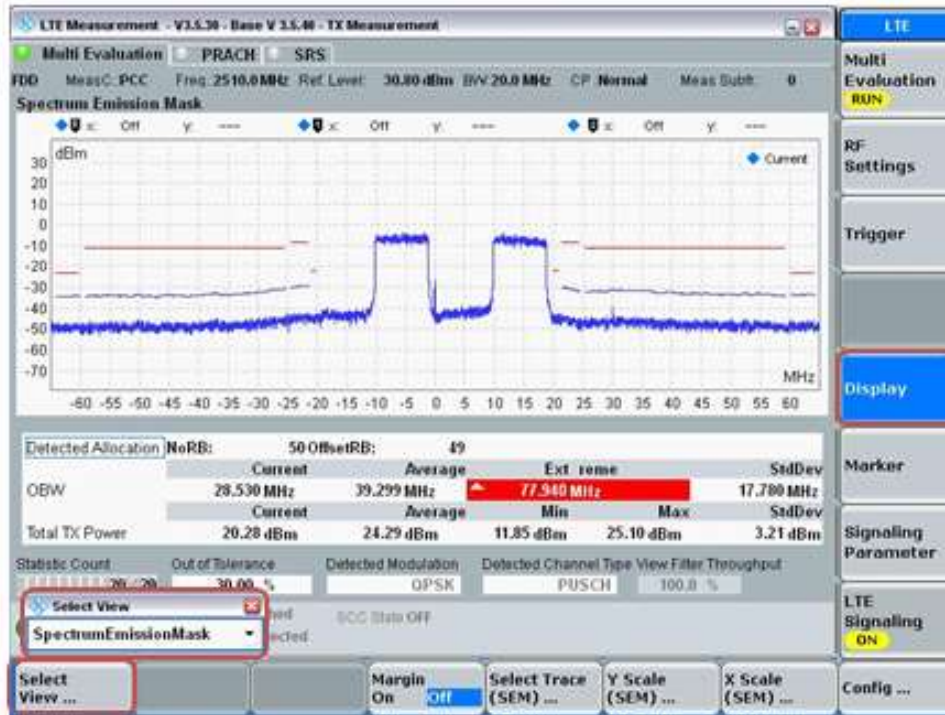 LTE Measurement - V3.5.30 - Base V 3.5.40 - TX Measurement
Multi Evaluation PRACH SRS
FDD MeasC: PCC Freq: 2510.0 MHz Ref. Level: 30.80 dBm BW: 20.0 MHz CP: Normal Meas Subfr.: 0
Spectrum Emission Mask
x: Off y: --- x: Off y: --- x: Off y: ---
dBm
Current
30
20
10
0
-10
-20
-30
-40
-50
-60
-70
MHz
-60 -55 -50 -45 -40 -35 -30 -25 -20 -15 -10 -5 0 5 10 15 20 25 30 35 40 45 50 55 60
Detected Allocation NoRB: 50 OffsetRB: 49
Current Average Ext reme StdDev
OBW 28.530 MHz 39.299 MHz 77.940 MHz 17.780 MHz
Current Average Min Max StdDev
Total TX Power 20.28 dBm 24.29 dBm 11.85 dBm 25.10 dBm 3.21 dBm
Statistic Count Out of Tolerance Detected Modulation Detected Channel Type View Filter Throughput
20 / 20 30.00 % QPSK PUSCH 100.0 %
SCC State OFF
Select View
SpectrumEmissionMask
Select View ...
Margin On Off
Select Trace (SEM) ...
Y Scale (SEM) ...
X Scale (SEM) ...
LTE
Multi
Evaluation
RUN
RF
Settings
Trigger
Display
Marker
Signaling
Parameter
LTE
Signaling
ON
Config ...